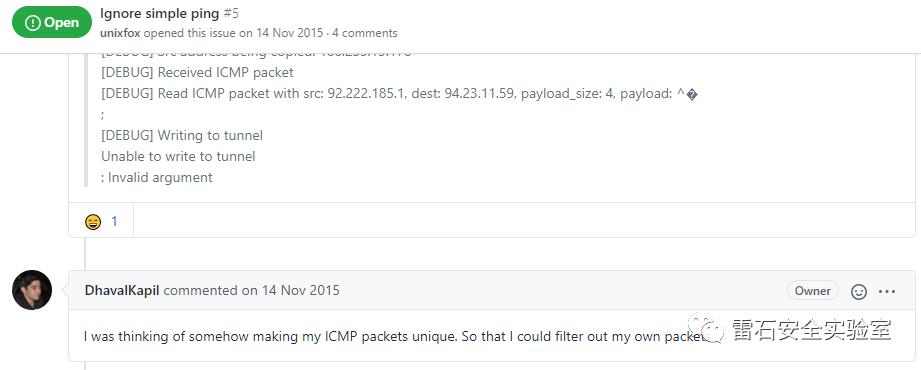 Open
Ignore simple ping #5
unixfox opened this issue on 14 Nov 2015 · 4 comments
[DEBUG] Received ICMP packet
[DEBUG] Read ICMP packet with src: 92.222.185.1, dest: 94.23.11.59, payload_size: 4, payload: ^�
;
[DEBUG] Writing to tunnel
Unable to write to tunnel
: Invalid argument
1
DhavalKapil commented on 14 Nov 2015
Owner
I was thinking of somehow making my ICMP packets unique. So that I could filter out my own packet
雷石安全实验室